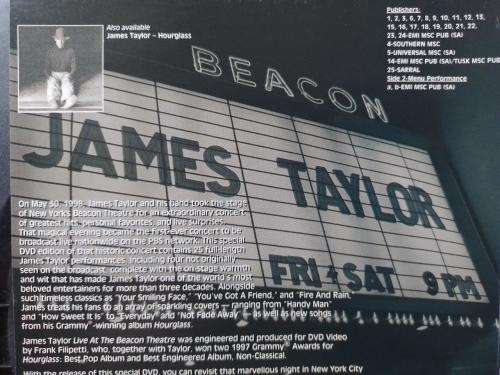 Also available
James Taylor - Hourglass
Publishers:
1, 2, 3, 6, 7, 8, 9, 10, 11, 12, 13,
15, 16, 17, 18, 19, 20, 21, 22,
23, 24-EMI MSC PUB (SA)
4-SOUTHERN MSC
5-UNIVERSAL MSC (SA)
14-EMI MSC PUB (SA)/TUSK MSC PUB
25-SARRAL
Side 2-Menu Performance
a, b-EMI MSC PUB (SA)
BEACON
JAMES TAYLOR
FRI + SAT 9 PM
On May 30, 1998, James Taylor and his band took the stage
of New York's Beacon Theatre for an extraordinary concert
of greatest hits, personal favorites, and live surprises.
That magical evening became the first-ever concert to be
broadcast live nationwide on the PBS network. This special
DVD edition of that historic concert contains 25 full-length
James Taylor performances, including four not originally
seen on the broadcast, complete with the on-stage warmth
and wit that has made James Taylor one of the world's most
beloved entertainers for more than three decades. Alongside
such timeless classics as "Your Smiling Face," "You've Got A Friend," and "Fire And Rain,"
James treats his fans to an array of sparkling covers – ranging from "Handy Man"
and "How Sweet It Is" to "Everyday" and "Not Fade Away" – as well as new songs
from his Grammy®-winning album Hourglass.
James Taylor Live At The Beacon Theatre was engineered and produced for DVD Video
by Frank Filipetti, who, together with Taylor, won two 1997 Grammy® Awards for
Hourglass: Best Pop Album and Best Engineered Album, Non-Classical.
With the release of this special DVD, you can revisit that marvelous night in New York City